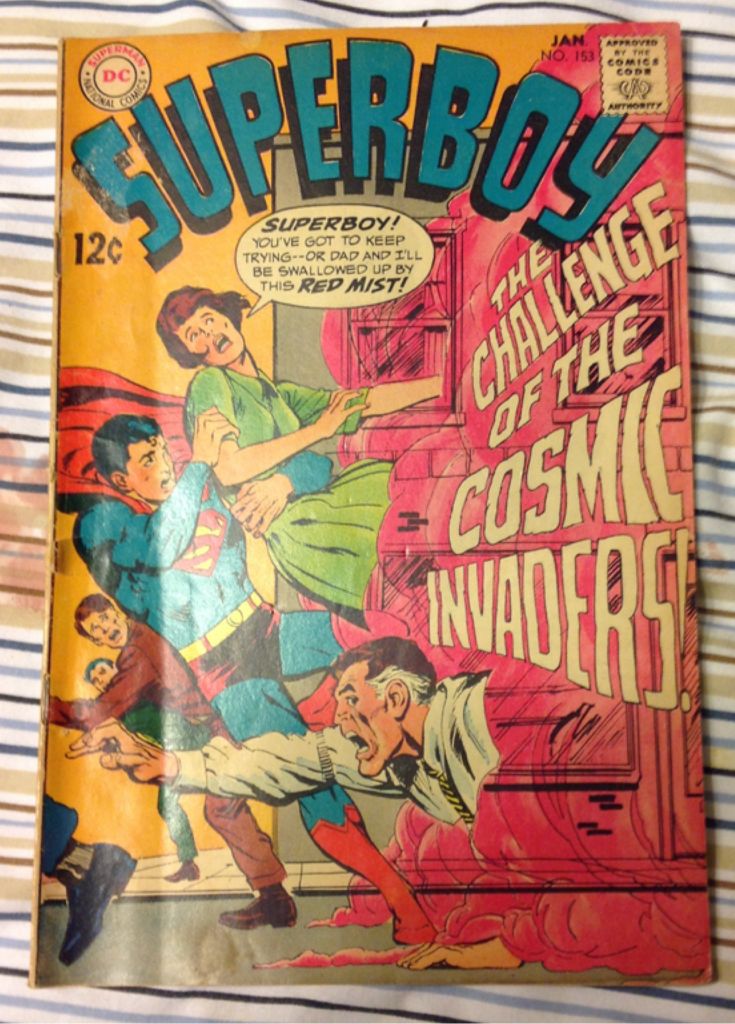 SUPERMAN
DC
NATIONAL COMICS
JAN.
NO. 153
APPROVED
BY THE
COMICS
CODE
CA
AUTHORITY
SUPERBOY
12¢
SUPERBOY!
YOU'VE GOT TO KEEP
TRYING--OR DAD AND I'LL
BE SWALLOWED UP BY
THIS RED MIST!
THE
CHALLENGE
OF THE
COSMIC
INVADERS!
S